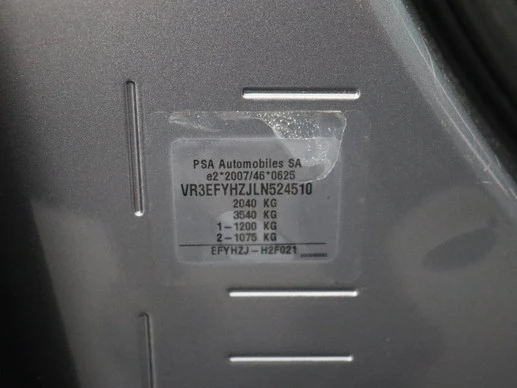 PSA Automobiles SA
e2*2007/46*0625
VR3EFYHZJLN524510
2040 KG
3540 KG
1-1200 KG
2-1075 KG
EFYHZJ-H2F021